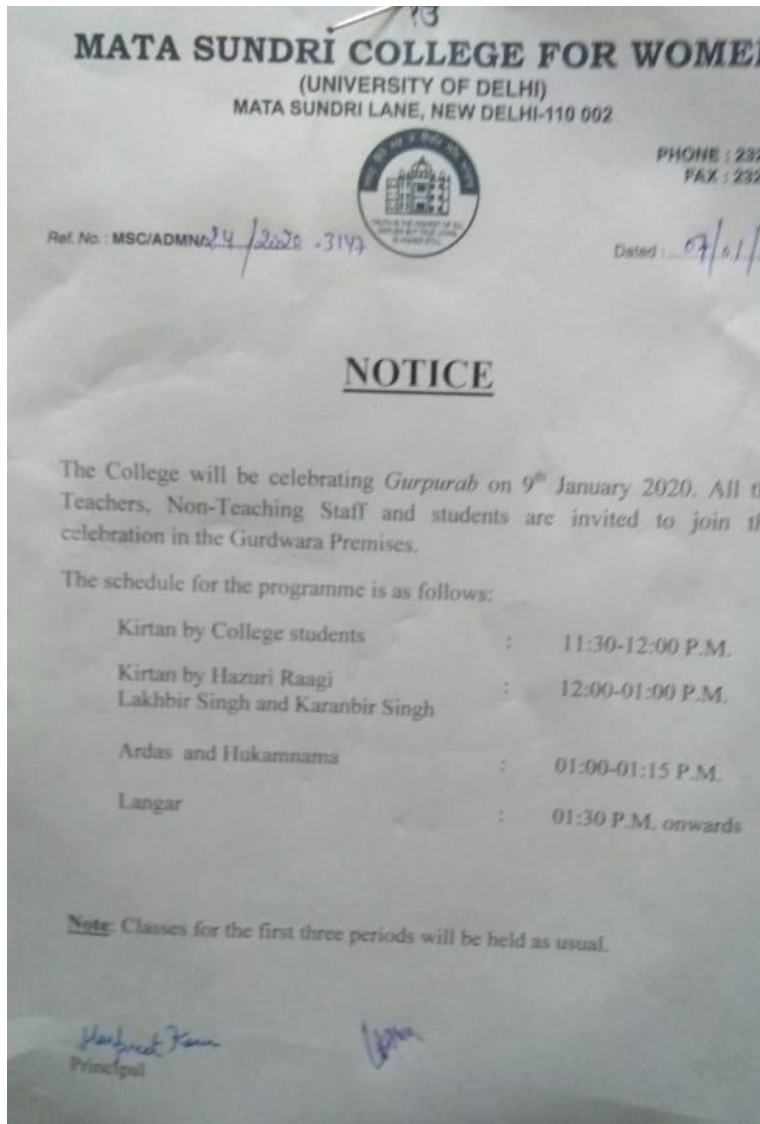 MATA SUNDRI COLLEGE FOR WOME
(UNIVERSITY OF DELHI)
MATA SUNDRI LANE, NEW DELHI-110 002
PHONE : 232
FAX : 232
Ref. No. : MSC/ADMN/24/2020-3147
Dated : 07/01/
NOTICE
The College will be celebrating Gurpurab on 9th January 2020. All th
Teachers, Non-Teaching Staff and students are invited to join th
celebration in the Gurdwara Premises.
The schedule for the programme is as follows:
Kirtan by College students : 11:30-12:00 P.M.
Kirtan by Hazuri Raagi : 12:00-01:00 P.M.
Lakhbir Singh and Karanbir Singh
Ardas and Hukamnama : 01:00-01:15 P.M.
Langar : 01:30 P.M. onwards
Note: Classes for the first three periods will be held as usual.
Harpreet Kaur
Principal